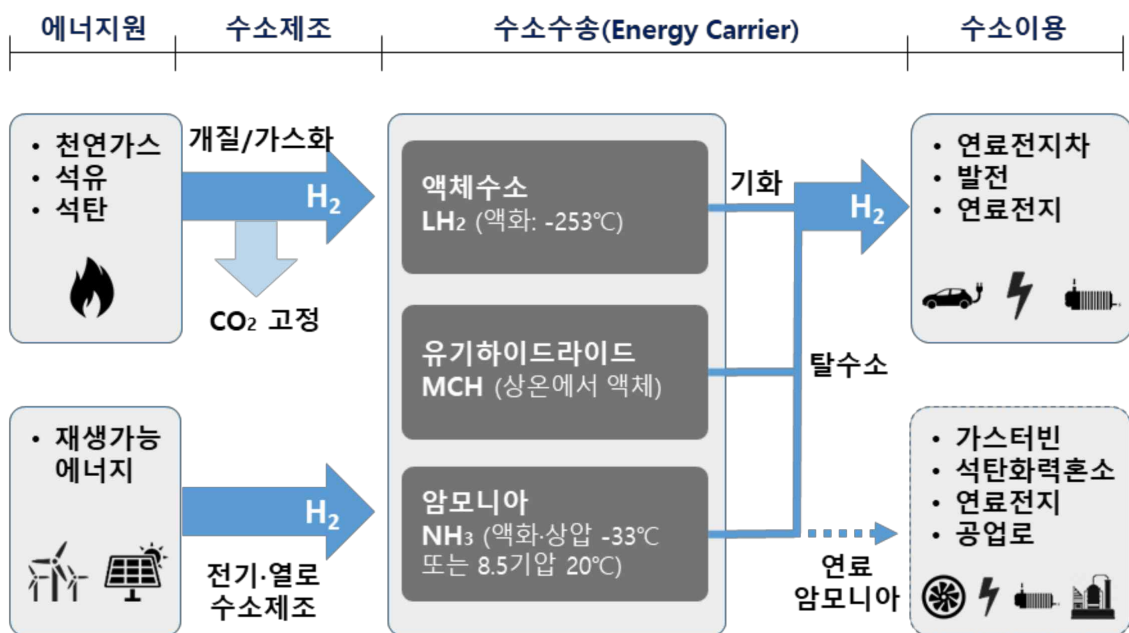 에너지원
수소제조
수소수송(Energy Carrier)
수소이용
• 천연가스
• 석유
• 석탄
개질/가스화
H₂
CO₂ 고정
• 재생가능
에너지
H₂
전기·열로
수소제조
액체수소
LH₂ (액화: -253℃)
유기하이드라이드
MCH (상온에서 액체)
암모니아
NH₃ (액화·상압 -33℃
또는 8.5기압 20℃)
기화
H₂
탈수소
연료
암모니아
• 연료전지차
• 발전
• 연료전지
• 가스터빈
• 석탄화력혼소
• 연료전지
• 공업로